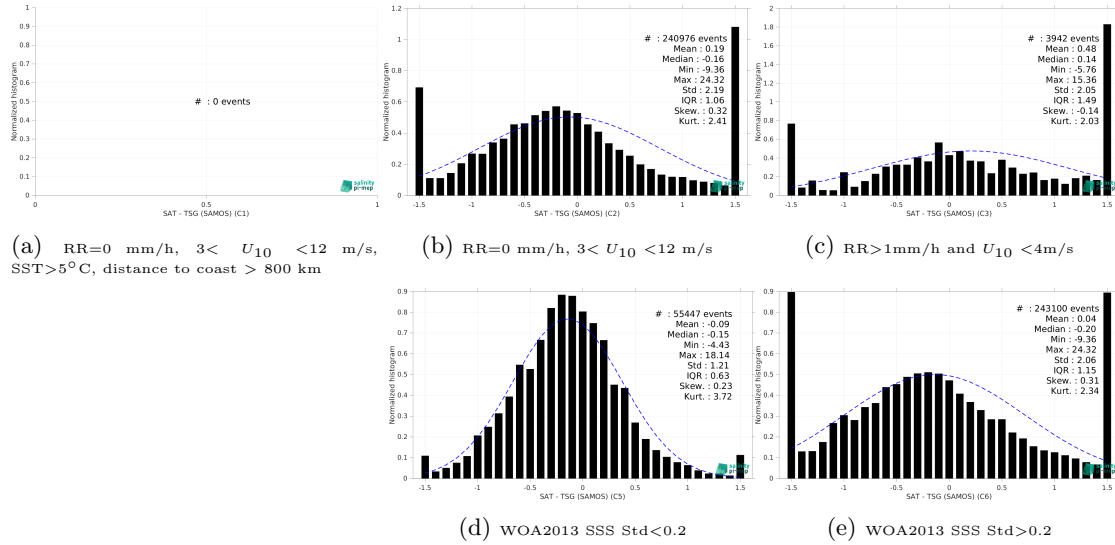 1
0.9
0.8
0.7
0.6
0.5
0.4
0.3
0.2
0.1
0
0 0.5 1
Normalized histogram
# : 0 events
salinity
pi-mep
SAT - TSG (SAMOS) (C1)
(a) RR=0 mm/h, 3< U10 <12 m/s,
SST>5°C, distance to coast > 800 km
1.2
1
0.8
0.6
0.4
0.2
0
-1.5 -1 -0.5 0 0.5 1 1.5
Normalized histogram
# : 240976 events
Mean : 0.19
Median : -0.16
Min : -9.36
Max : 24.32
Std : 2.19
IQR : 1.06
Skew. : 0.32
Kurt. : 2.41
salinity
pi-mep
SAT - TSG (SAMOS) (C2)
(b) RR=0 mm/h, 3< U10 <12 m/s
2
1.8
1.6
1.4
1.2
1
0.8
0.6
0.4
0.2
0
-1.5 -1 -0.5 0 0.5 1 1.5
Normalized histogram
# : 3942 events
Mean : 0.48
Median : 0.14
Min : -5.76
Max : 15.36
Std : 2.05
IQR : 1.49
Skew. : -0.14
Kurt. : 2.03
salinity
pi-mep
SAT - TSG (SAMOS) (C3)
(c) RR>1mm/h and U10 <4m/s
0.9
0.8
0.7
0.6
0.5
0.4
0.3
0.2
0.1
0
-1.5 -1 -0.5 0 0.5 1 1.5
Normalized histogram
# : 55447 events
Mean : -0.09
Median : -0.15
Min : -4.43
Max : 18.14
Std : 1.21
IQR : 0.63
Skew. : 0.23
Kurt. : 3.72
salinity
pi-mep
SAT - TSG (SAMOS) (C5)
(d) WOA2013 SSS Std<0.2
0.9
0.8
0.7
0.6
0.5
0.4
0.3
0.2
0.1
0
-1.5 -1 -0.5 0 0.5 1 1.5
Normalized histogram
# : 243100 events
Mean : 0.04
Median : -0.20
Min : -9.36
Max : 24.32
Std : 2.06
IQR : 1.15
Skew. : 0.31
Kurt. : 2.34
salinity
pi-mep
SAT - TSG (SAMOS) (C6)
(e) WOA2013 SSS Std>0.2